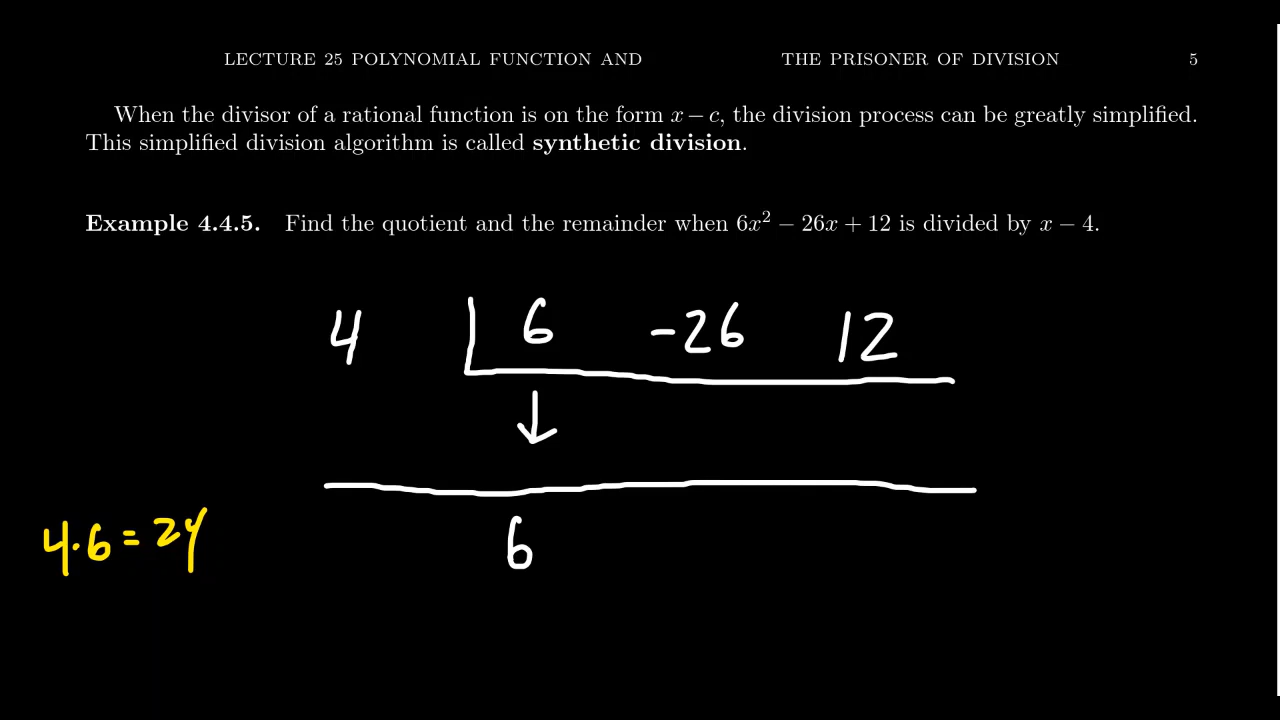 LECTURE 25 POLYNOMIAL FUNCTION AND THE PRISONER OF DIVISION 5
When the divisor of a rational function is on the form x − c, the division process can be greatly simplified.
This simplified division algorithm is called synthetic division.
Example 4.4.5. Find the quotient and the remainder when 6x² − 26x + 12 is divided by x − 4.
4 6 -26 12
↓
4·6=24 6